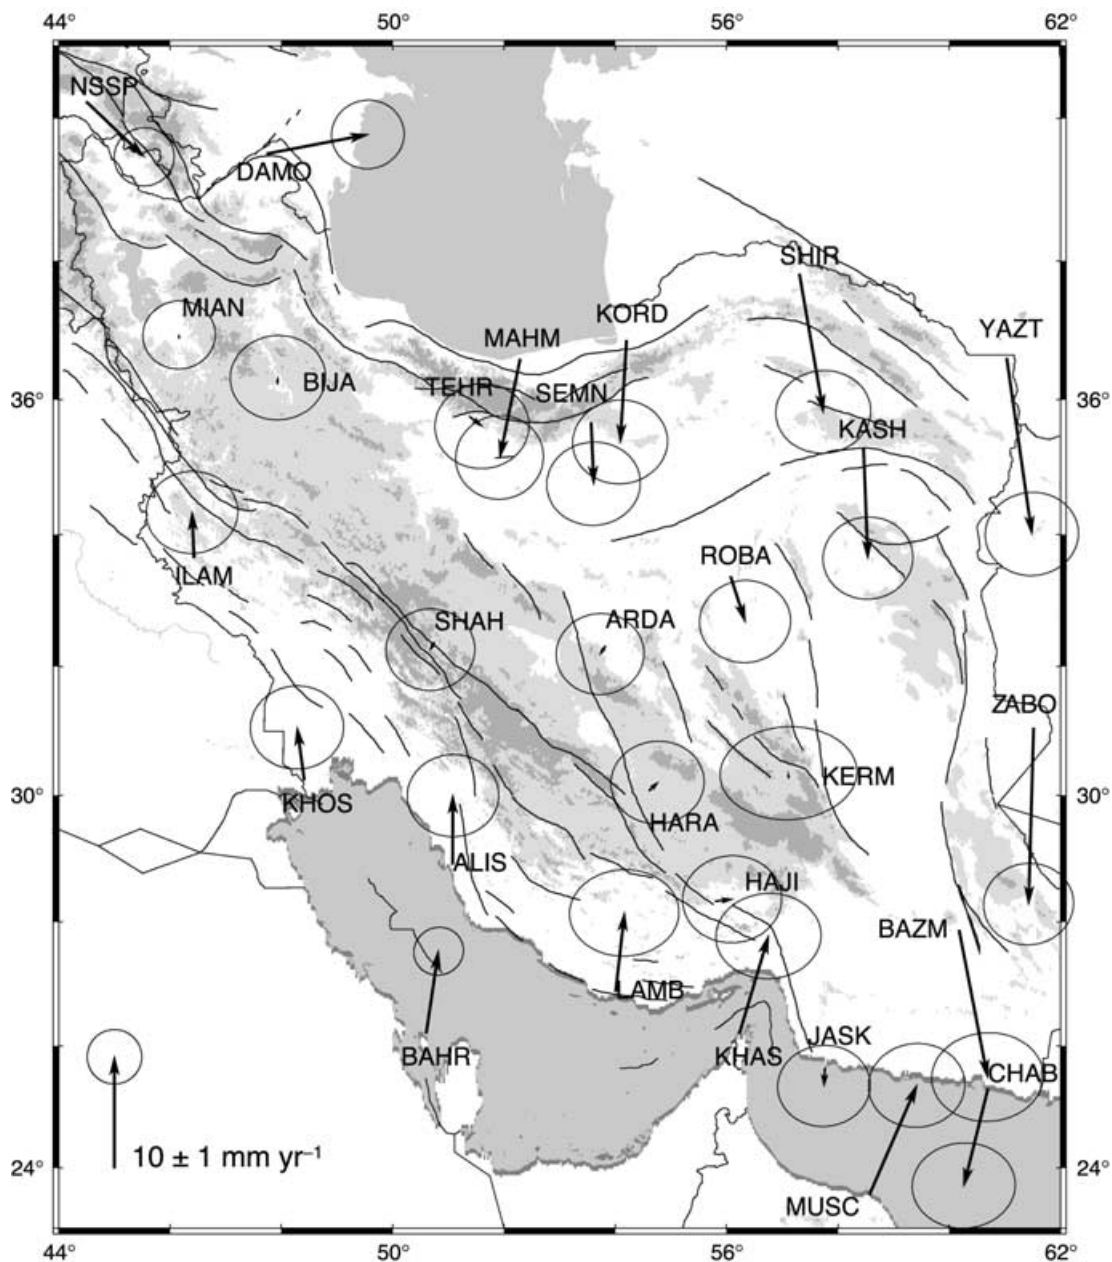 44° 50° 56° 62°
NSSP
DAMO
SHIR
MIAN
KORD
MAHM
YAZT
BIJA
TEHR
SEMN
36° 36°
KASH
ROBA
ILAM
SHAH
ARDA
ZABO
KERM
30° 30°
KHOS
HARA
ALIS
HAJI
BAZM
LAMB
JASK
BAHR
KHAS
CHAB
10 ± 1 mm yr⁻¹
24° 24°
MUSC
44° 50° 56° 62°